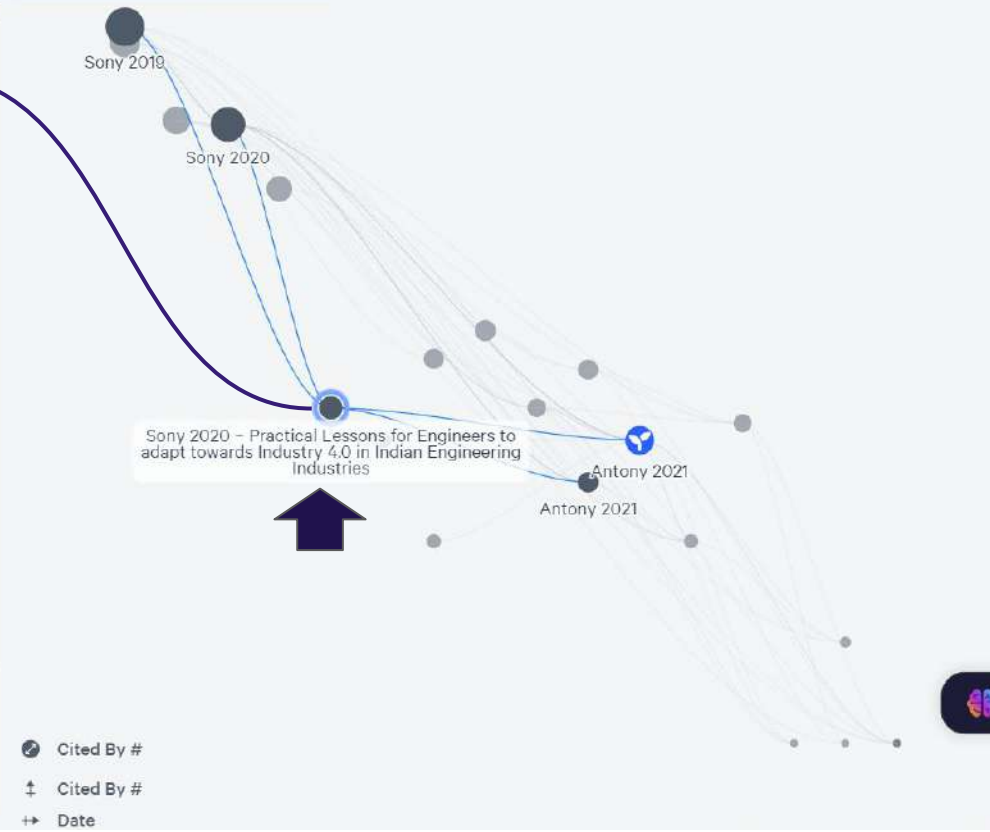 Sony 2019
Sony 2020
Sony 2020 – Practical Lessons for Engineers to
adapt towards Industry 4.0 in Indian Engineering
Industries
Antony 2021
Antony 2021
Cited By #
Cited By #
Date